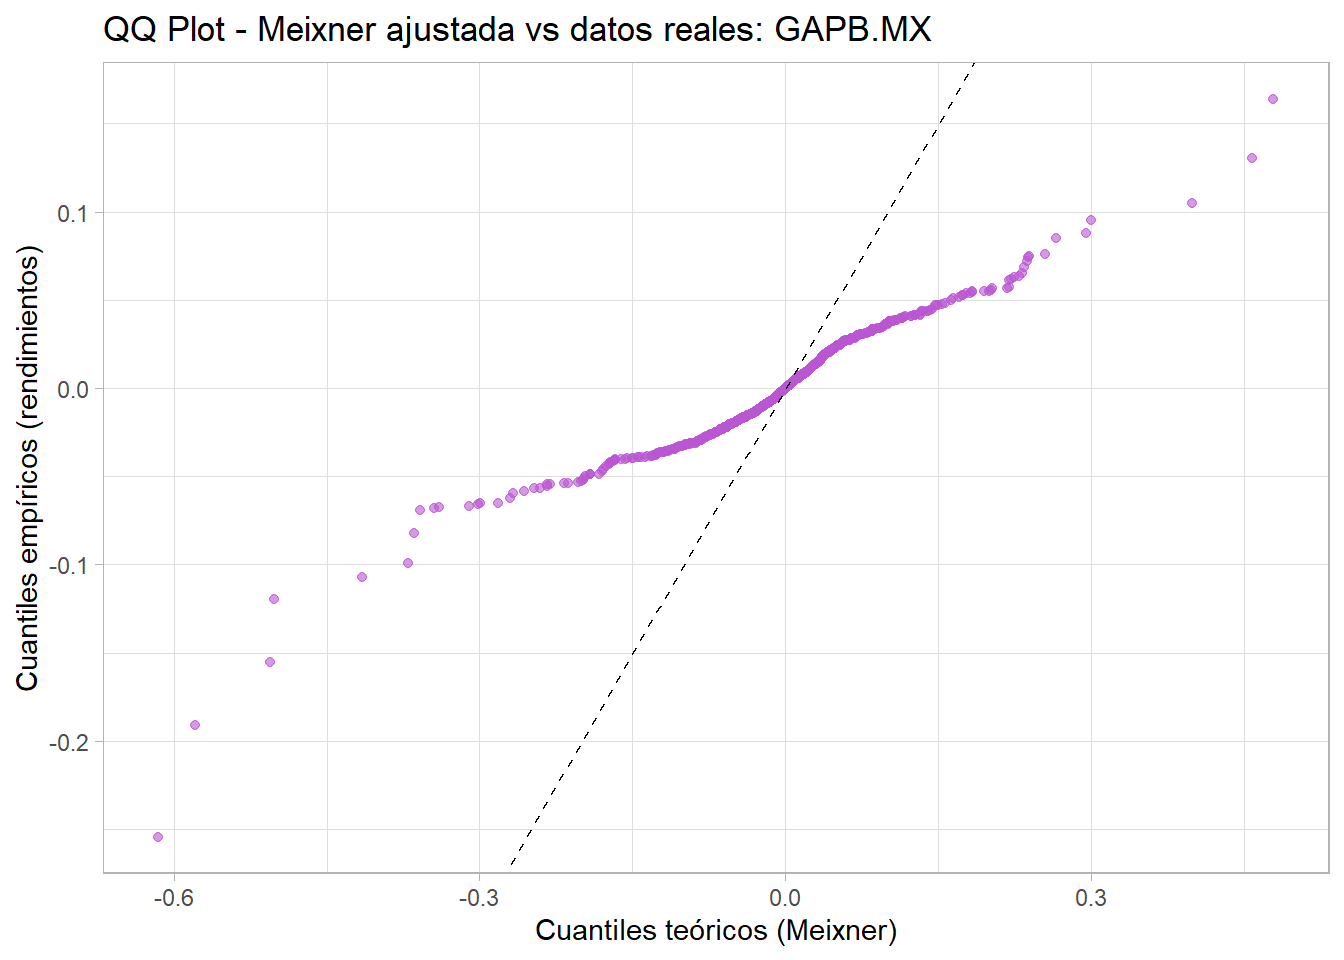 QQ Plot - Meixner ajustada vs datos reales: GAPB.MX
Cuantiles empíricos (rendimientos)
0.1
0.0
-0.1
-0.2
-0.6
-0.3
0.0
0.3
Cuantiles teóricos (Meixner)